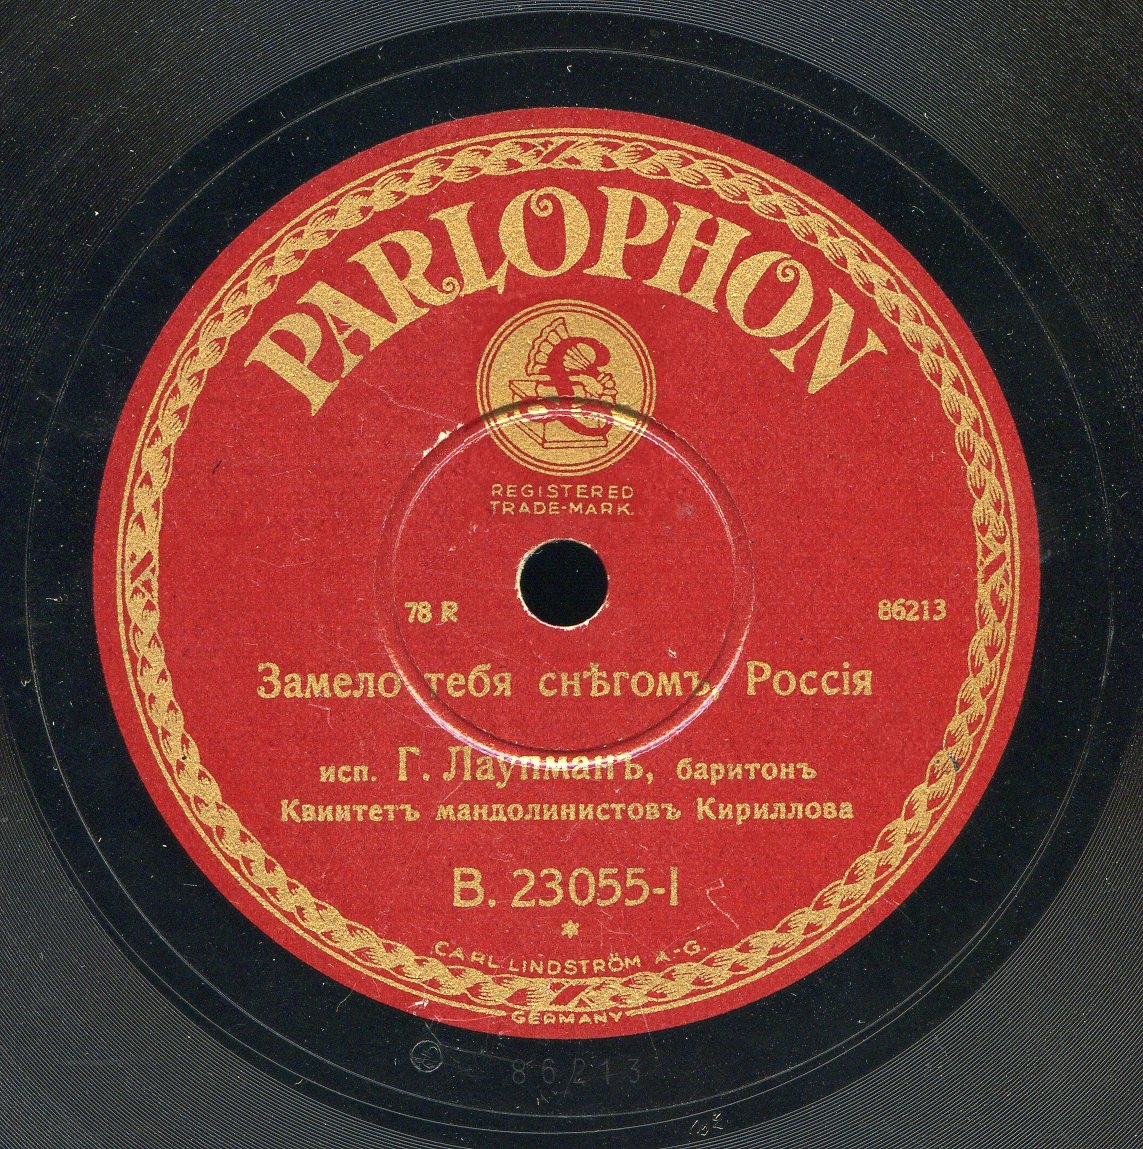 PARLOPHON
£
REGISTERED
TRADE-MARK.
78 R
86213
Замело тебя снѣгомъ, Россія
исп. Г. Лаупманъ, баритонъ
Квинтетъ мандолинистовъ Кириллова
B. 23055-I
*
CARL LINDSTRÖM A.-G.
GERMANY
86213